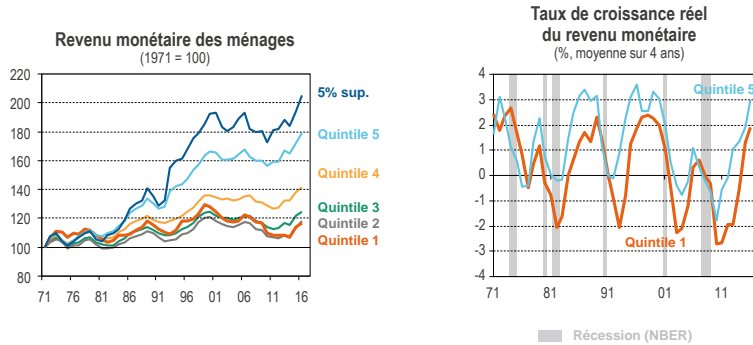 Revenu monétaire des ménages
(1971 = 100)
220
200
180
160
140
120
100
80
71 76 81 86 91 96 01 06 11 16
5% sup.
Quintile 5
Quintile 4
Quintile 3
Quintile 2
Quintile 1
Taux de croissance réel
du revenu monétaire
(%, moyenne sur 4 ans)
4
3
2
1
0
-1
-2
-3
-4
71 81 91 01 11
Quintile 5
Quintile 1
Récession (NBER)